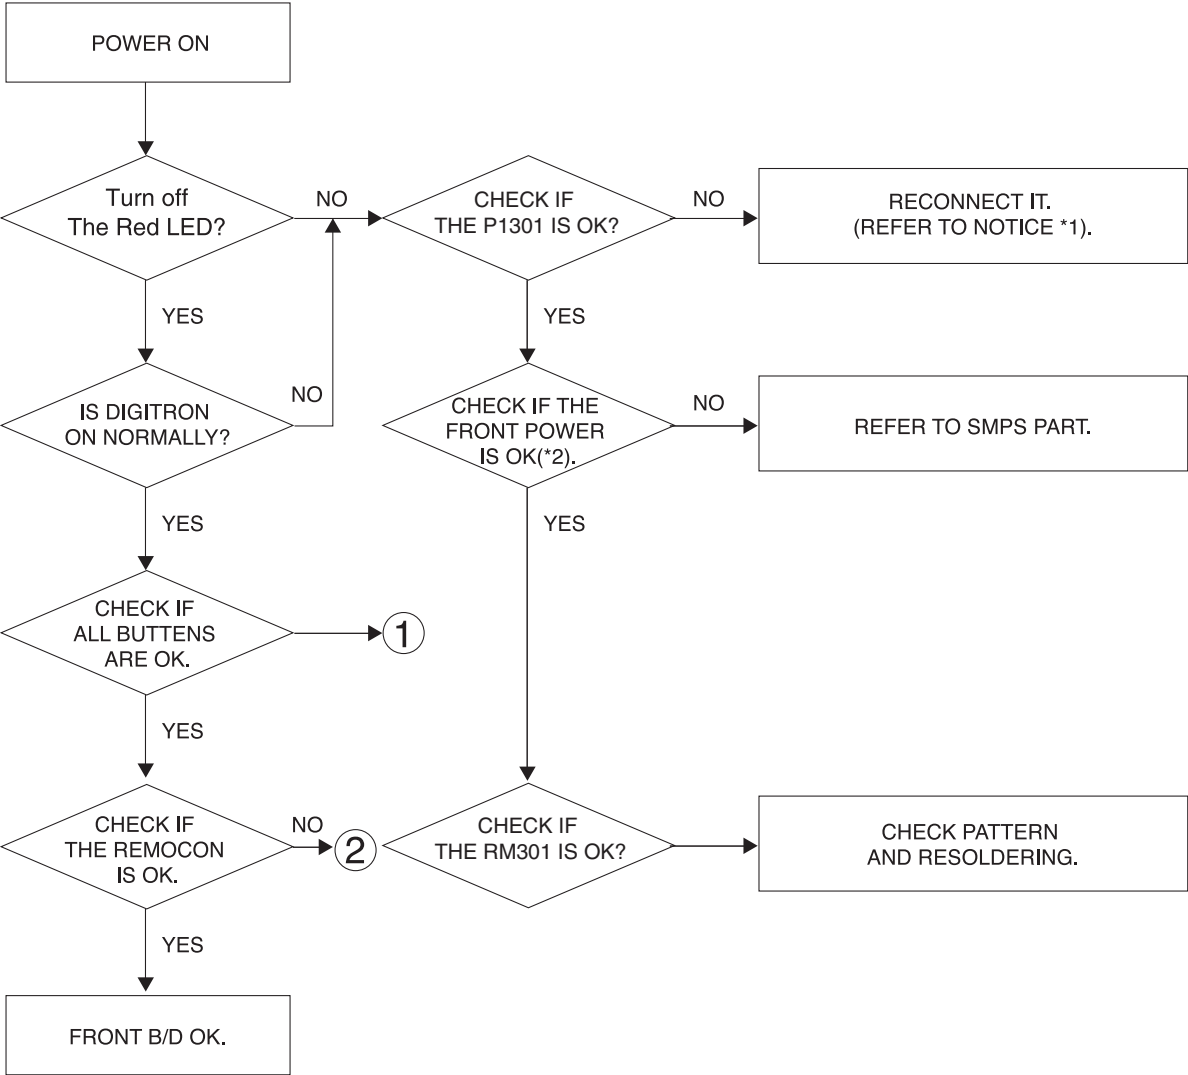 POWER ON
Turn off
The Red LED?
NO
CHECK IF
THE P1301 IS OK?
NO
RECONNECT IT.
(REFER TO NOTICE *1).
YES
YES
IS DIGITRON
ON NORMALLY?
NO
CHECK IF THE
FRONT POWER
IS OK(*2).
NO
REFER TO SMPS PART.
YES
YES
CHECK IF
ALL BUTTENS
ARE OK.
1
YES
CHECK IF
THE REMOCON
IS OK.
NO
2
CHECK IF
THE RM301 IS OK?
CHECK PATTERN
AND RESOLDERING.
YES
FRONT B/D OK.